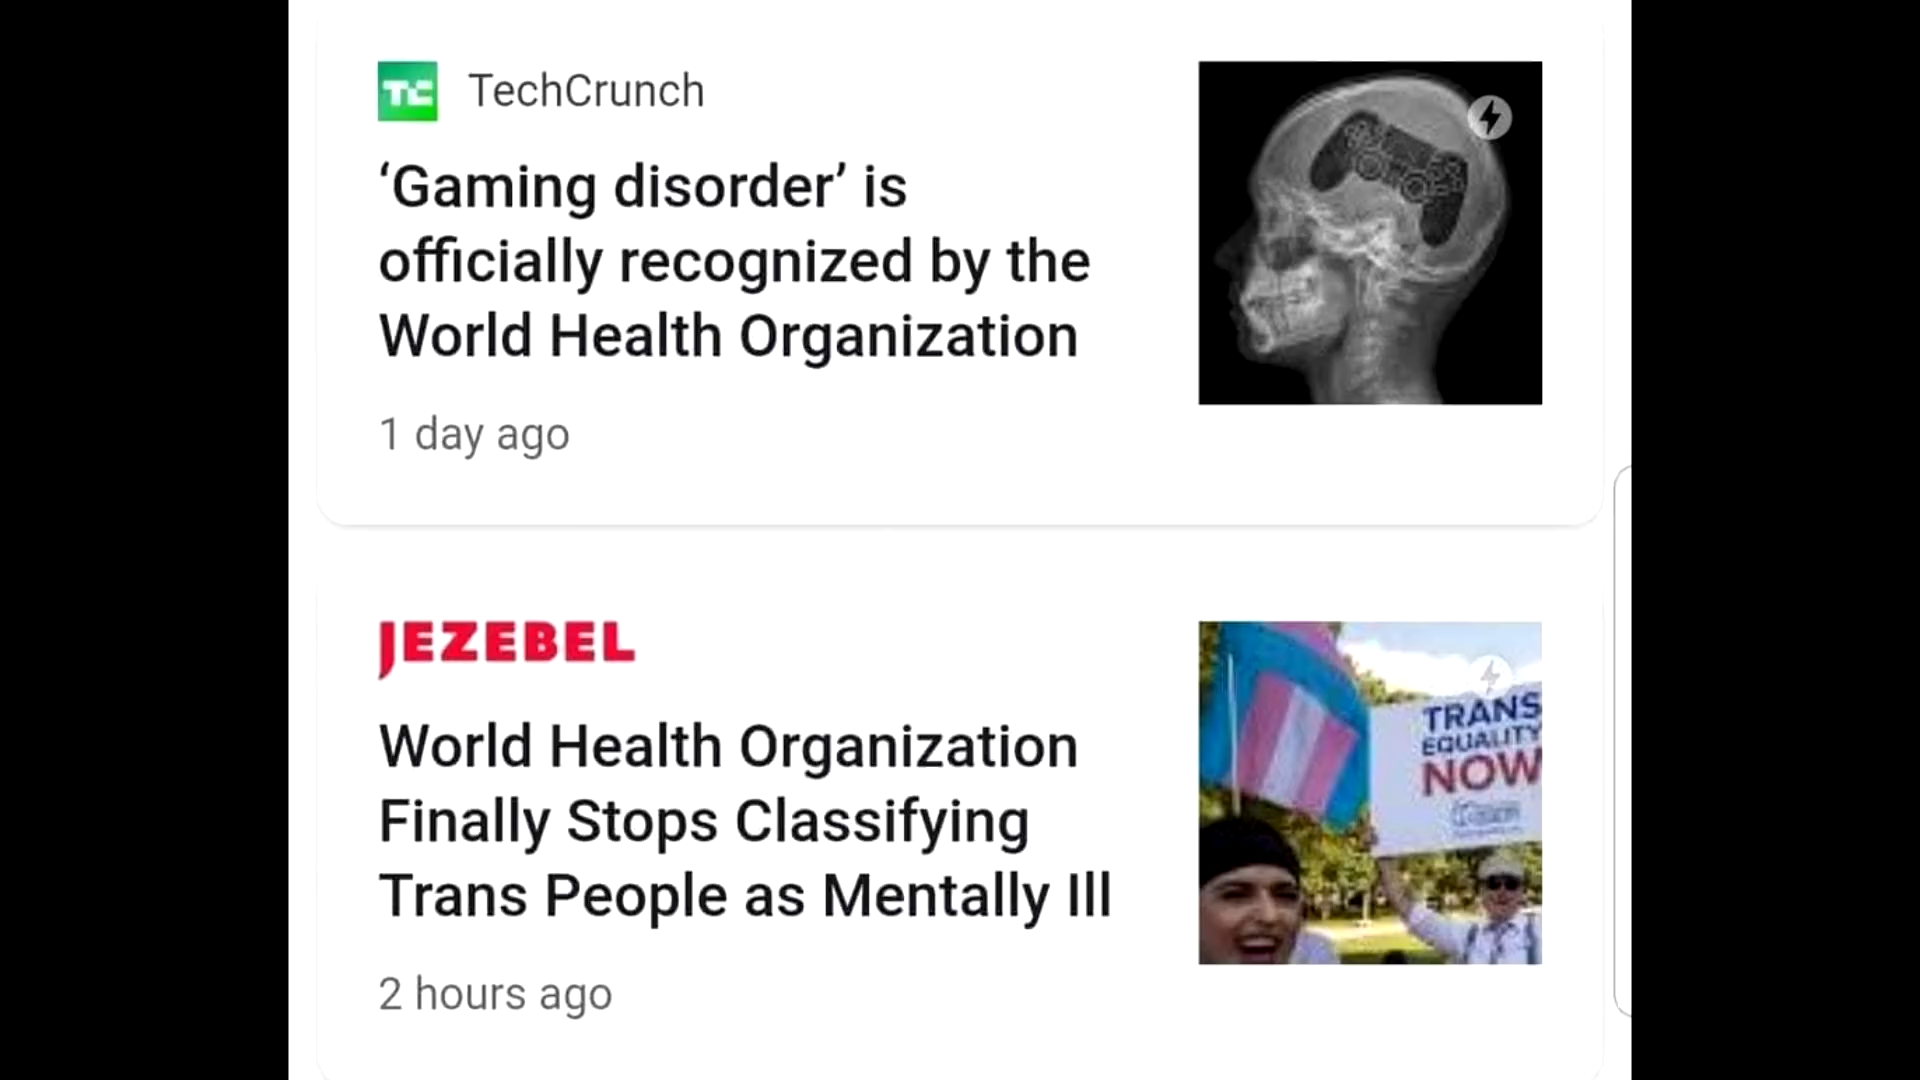 TC TechCrunch
‘Gaming disorder’ is
officially recognized by the
World Health Organization
1 day ago
JEZEBEL
World Health Organization
Finally Stops Classifying
Trans People as Mentally Ill
2 hours ago
TRANS
EQUALITY
NOW